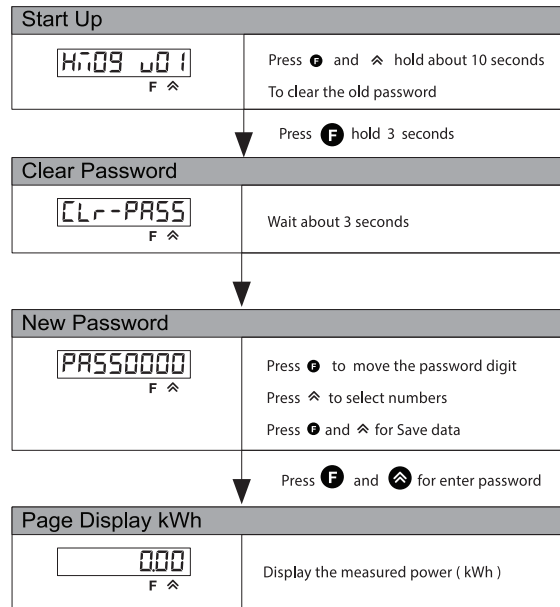 Start Up
HM09 v01
F
Press F and hold about 10 seconds
To clear the old password
Press F hold 3 seconds
Clear Password
CLr-PASS
F
Wait about 3 seconds
New Password
PASS0000
F
Press F to move the password digit
Press to select numbers
Press F and for Save data
Press F and for enter password
Page Display kWh
0.00
F
Display the measured power ( kWh )